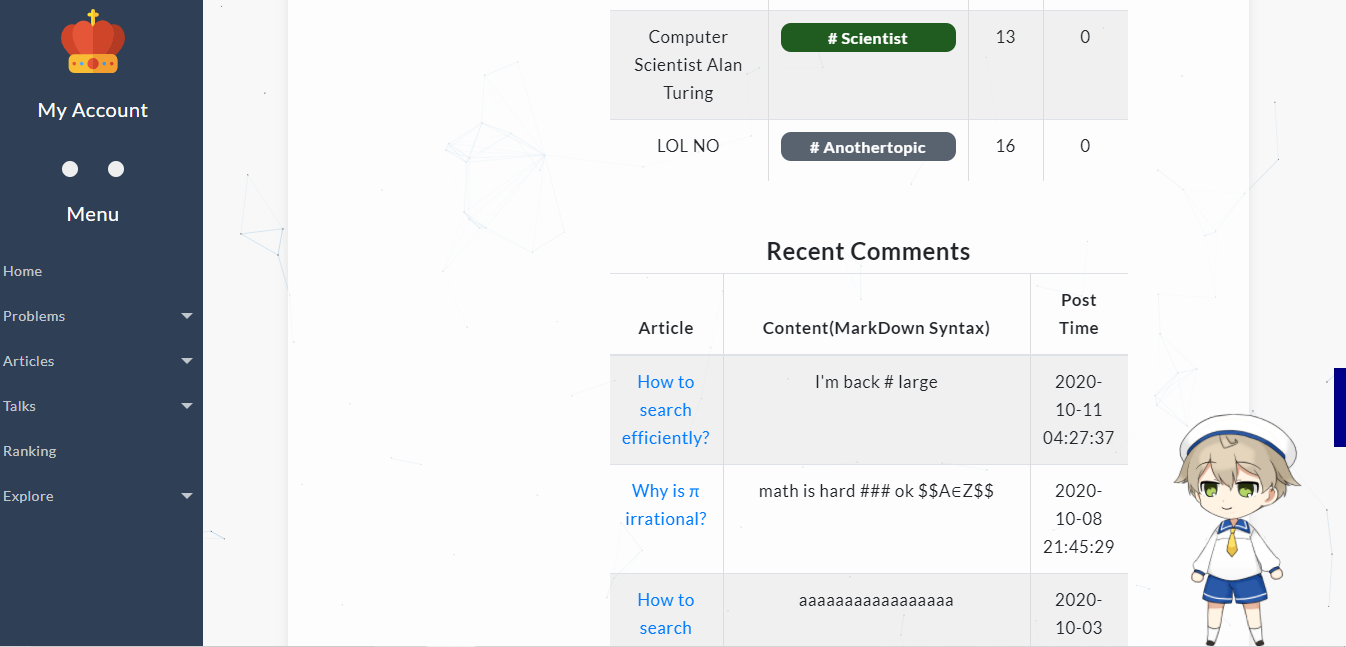 My Account
Menu
Home
Problems
Articles
Talks
Ranking
Explore
Computer
Scientist Alan
Turing
# Scientist
13
0
LOL NO
# Anothertopic
16
0
Recent Comments
Article
Content(MarkDown Syntax)
Post
Time
How to
search
efficiently?
I'm back # large
2020-
10-11
04:27:37
Why is π
irrational?
math is hard ### ok $$A∈Z$$
2020-
10-08
21:45:29
How to
search
aaaaaaaaaaaaaaaaa
2020-
10-03